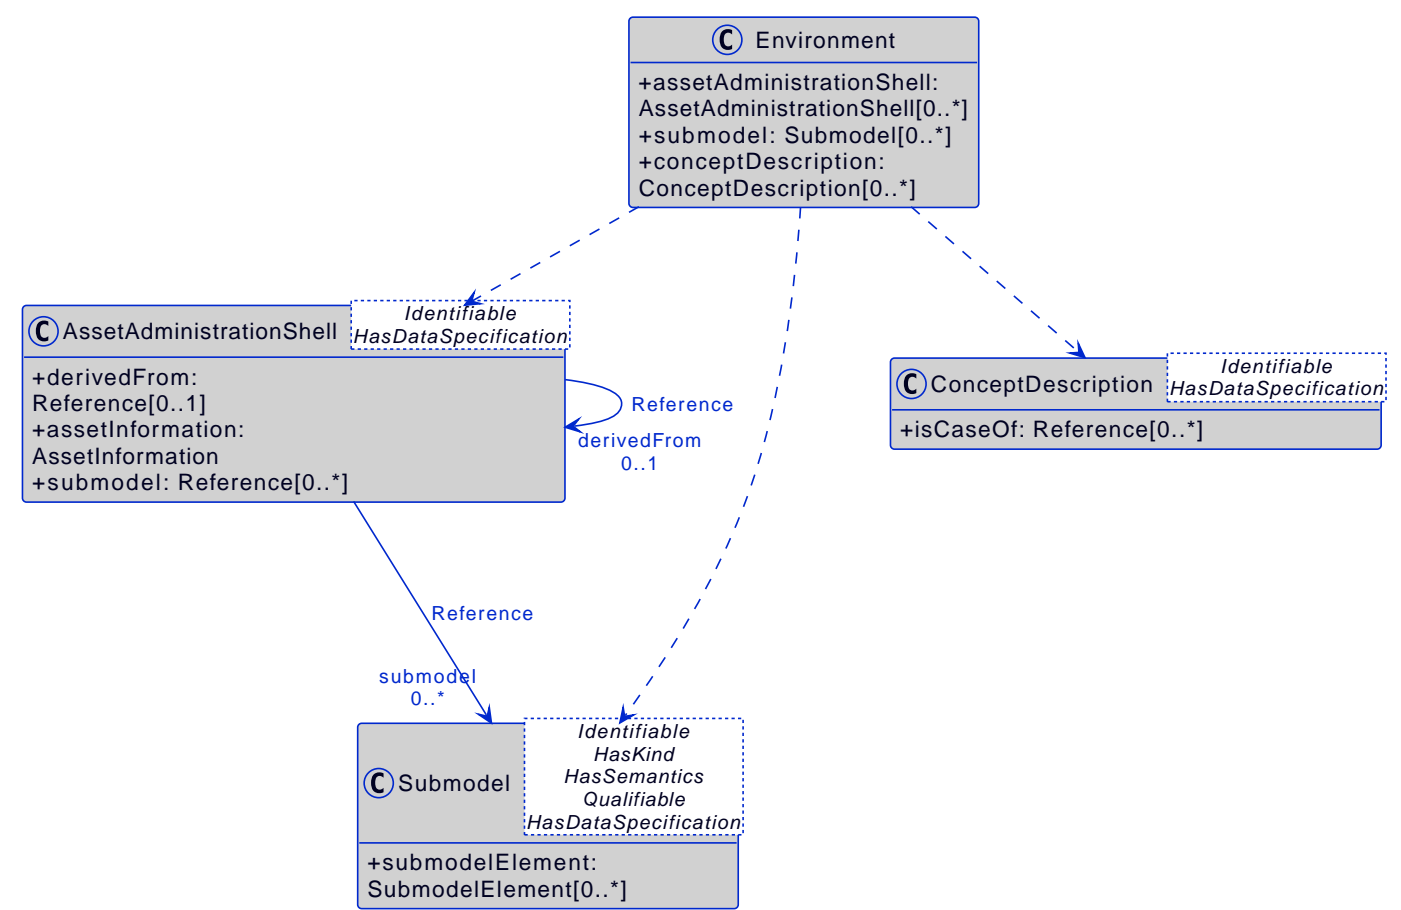 C Environment
+assetAdministrationShell:
AssetAdministrationShell[0..*]
+submodel: Submodel[0..*]
+conceptDescription:
ConceptDescription[0..*]
C AssetAdministrationShell
Identifiable
HasDataSpecification
+derivedFrom:
Reference[0..1]
+assetInformation:
AssetInformation
+submodel: Reference[0..*]
Reference
derivedFrom
0..1
C ConceptDescription
Identifiable
HasDataSpecification
+isCaseOf: Reference[0..*]
Reference
submodel
0..*
C Submodel
Identifiable
HasKind
HasSemantics
Qualifiable
HasDataSpecification
+submodelElement:
SubmodelElement[0..*]